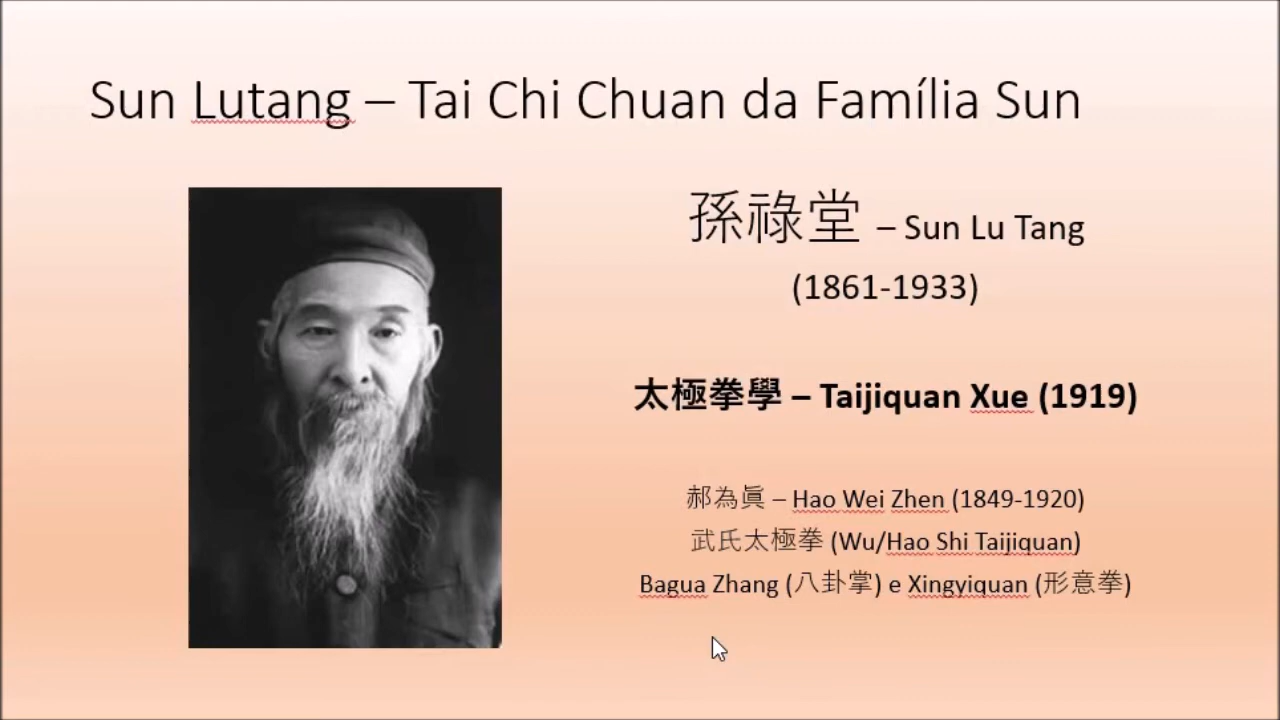 Sun Lutang – Tai Chi Chuan da Família Sun
孫祿堂 – Sun Lu Tang
(1861-1933)
太極拳學 – Taijiquan Xue (1919)
郝為眞 – Hao Wei Zhen (1849-1920)
武氏太極拳 (Wu/Hao Shi Taijiquan)
Bagua Zhang (八卦掌) e Xingyiquan (形意拳)